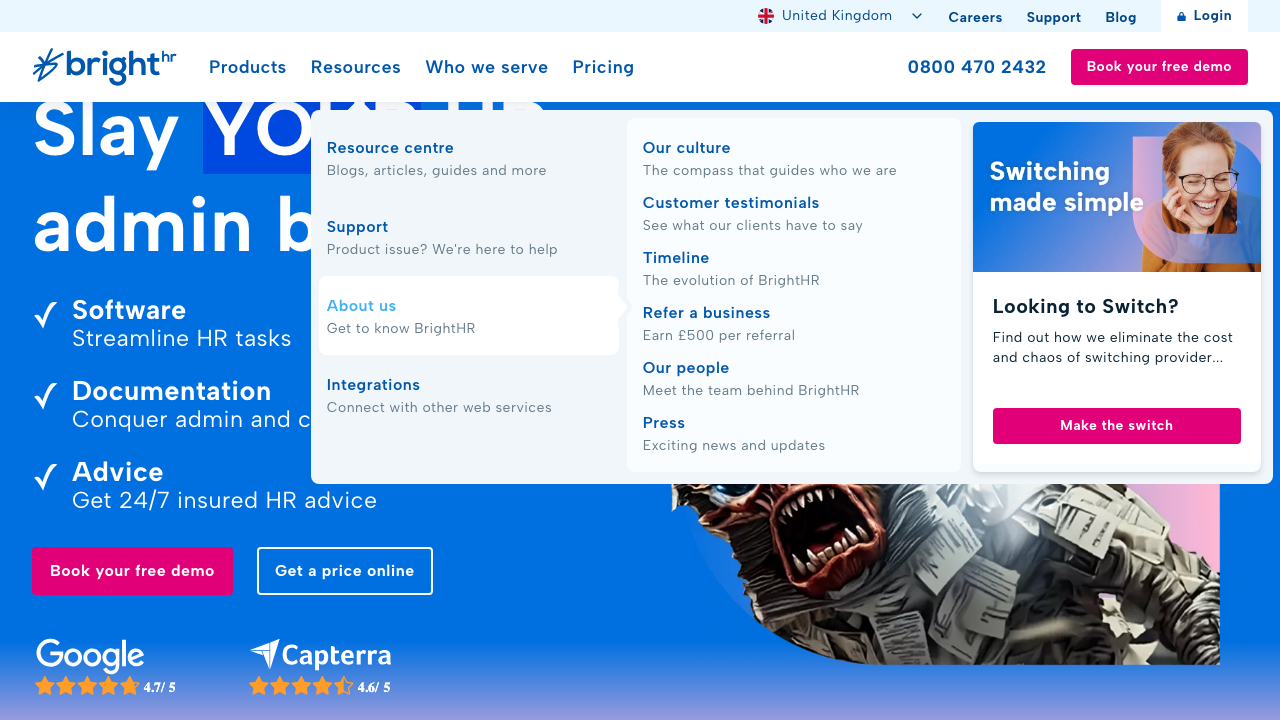 United Kingdom
Careers
Support
Blog
Login
bright hr
Products
Resources
Who we serve
Pricing
0800 470 2432
Book your free demo
Slay
admin
Software
Streamline HR tasks
Documentation
Conquer admin and
Advice
Get 24/7 insured HR advice
Book your free demo
Get a price online
Google
4.7/ 5
Capterra
4.6/ 5
Resource centre
Blogs, articles, guides and more
Support
Product issue? We're here to help
About us
Get to know BrightHR
Integrations
Connect with other web services
Our culture
The compass that guides who we are
Customer testimonials
See what our clients have to say
Timeline
The evolution of BrightHR
Refer a business
Earn £500 per referral
Our people
Meet the team behind BrightHR
Press
Exciting news and updates
Switching
made simple
Looking to Switch?
Find out how we eliminate the cost
and chaos of switching provider...
Make the switch